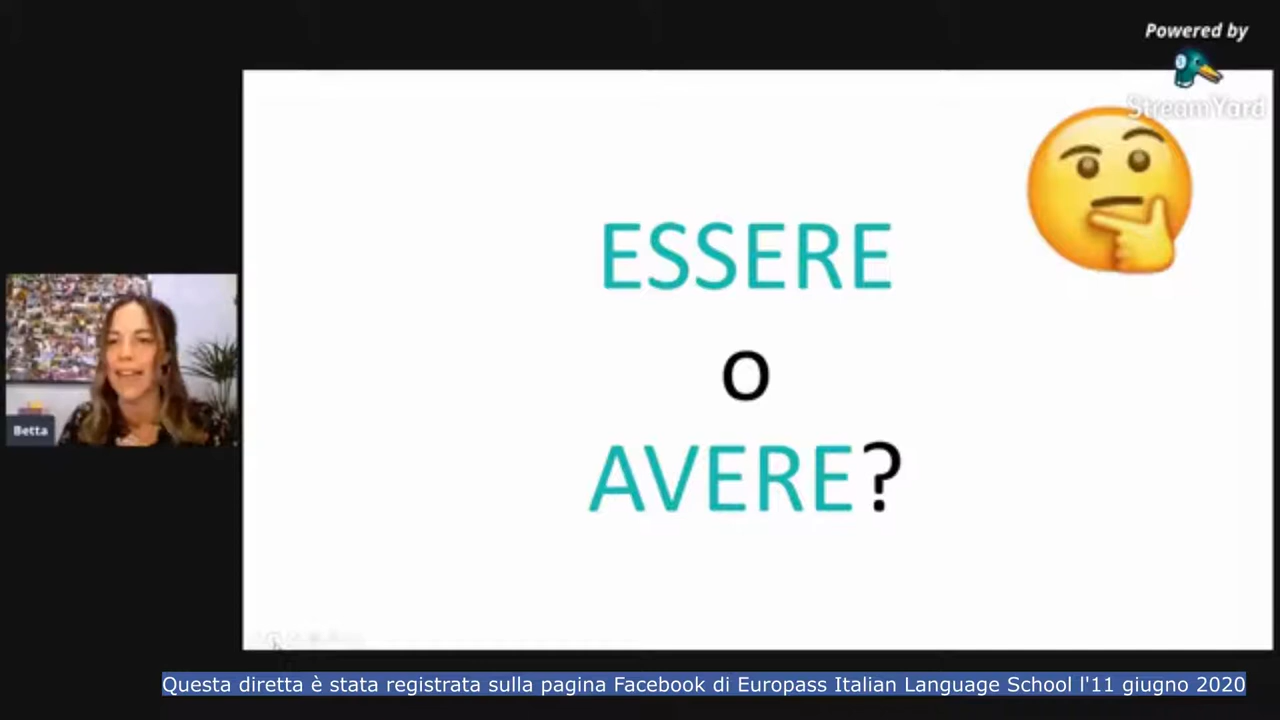 Powered by
StreamYard
ESSERE
o
AVERE?
Betta
Questa diretta è stata registrata sulla pagina Facebook di Europass Italian Language School l'11 giugno 2020